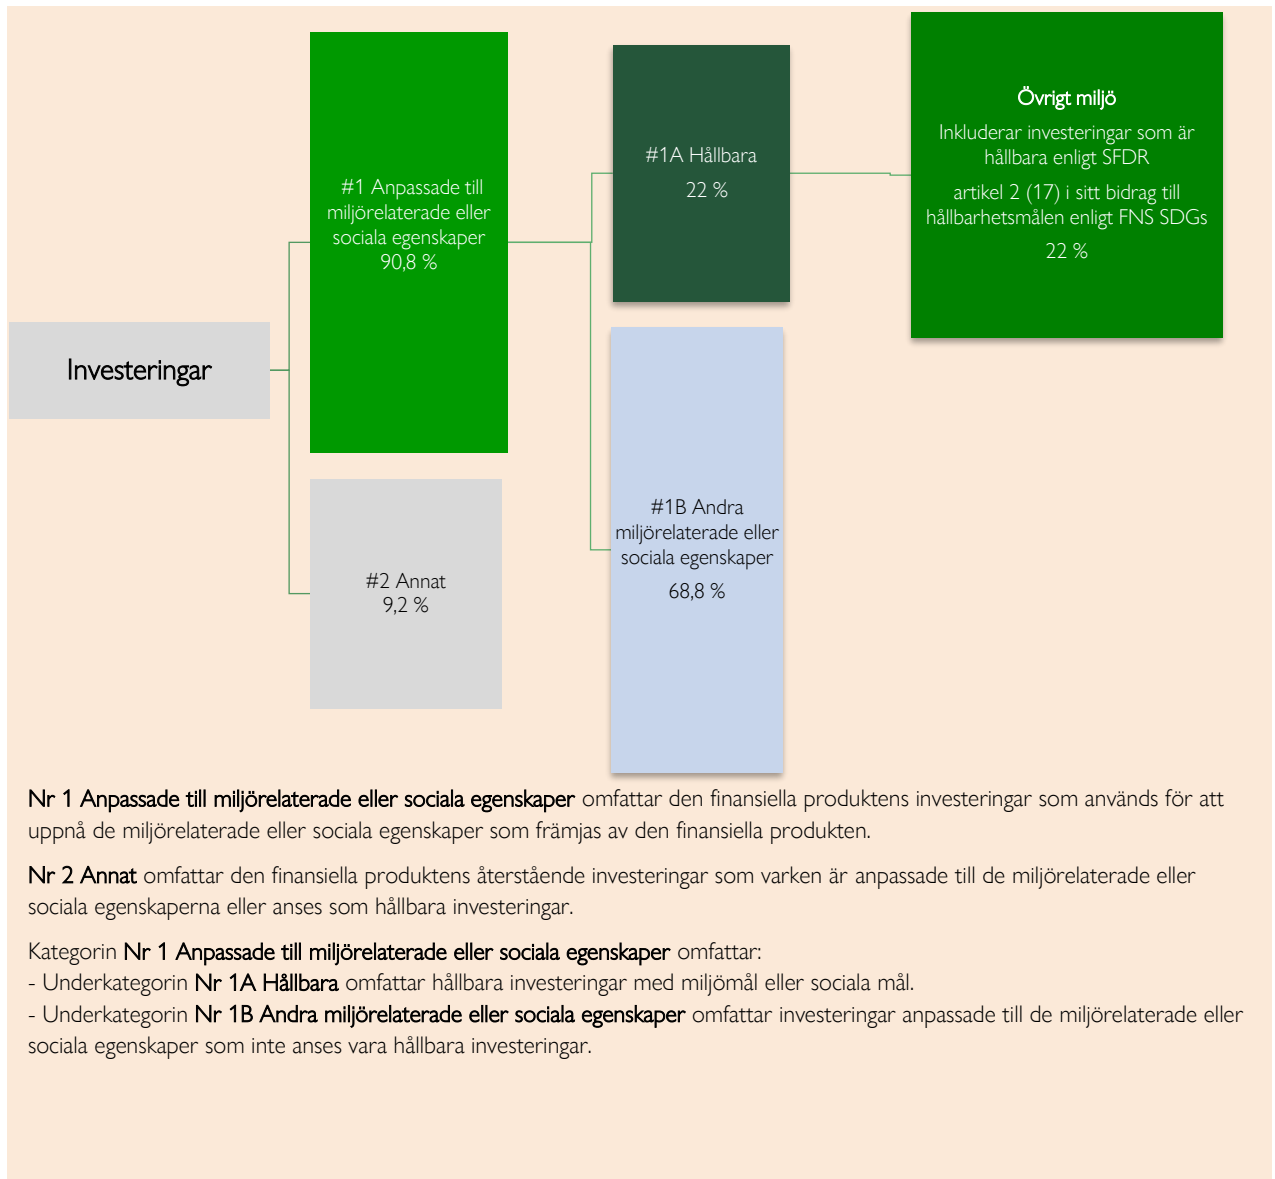 Investeringar
#1 Anpassade till
miljörelaterade eller
sociala egenskaper
90,8 %
#2 Annat
9,2 %
#1A Hållbara
22 %
#1B Andra
miljörelaterade eller
sociala egenskaper
68,8 %
Övrigt miljö
Inkluderar investeringar som är
hållbara enligt SFDR
artikel 2 (17) i sitt bidrag till
hållbarhetsmålen enligt FNS SDGs
22 %
Nr 1 Anpassade till miljörelaterade eller sociala egenskaper omfattar den finansiella produktens investeringar som används för att
uppnå de miljörelaterade eller sociala egenskaper som främjas av den finansiella produkten.
Nr 2 Annat omfattar den finansiella produktens återstående investeringar som varken är anpassade till de miljörelaterade eller
sociala egenskaperna eller anses som hållbara investeringar.
Kategorin Nr 1 Anpassade till miljörelaterade eller sociala egenskaper omfattar:
- Underkategorin Nr 1A Hållbara omfattar hållbara investeringar med miljömål eller sociala mål.
- Underkategorin Nr 1B Andra miljörelaterade eller sociala egenskaper omfattar investeringar anpassade till de miljörelaterade eller
sociala egenskaper som inte anses vara hållbara investeringar.